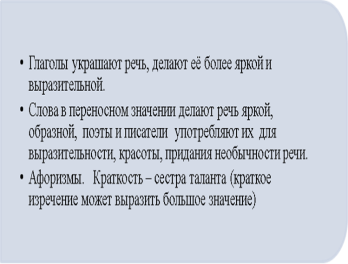 • Глаголы украшают речь, делают её более яркой и
выразительной.
• Слова в переносном значении делают речь яркой,
образной, поэты и писатели употребляют их для
выразительности, красоты, придания необычности речи.
• Афоризмы. Краткость – сестра таланта (краткое
изречение может выразить большое значение)